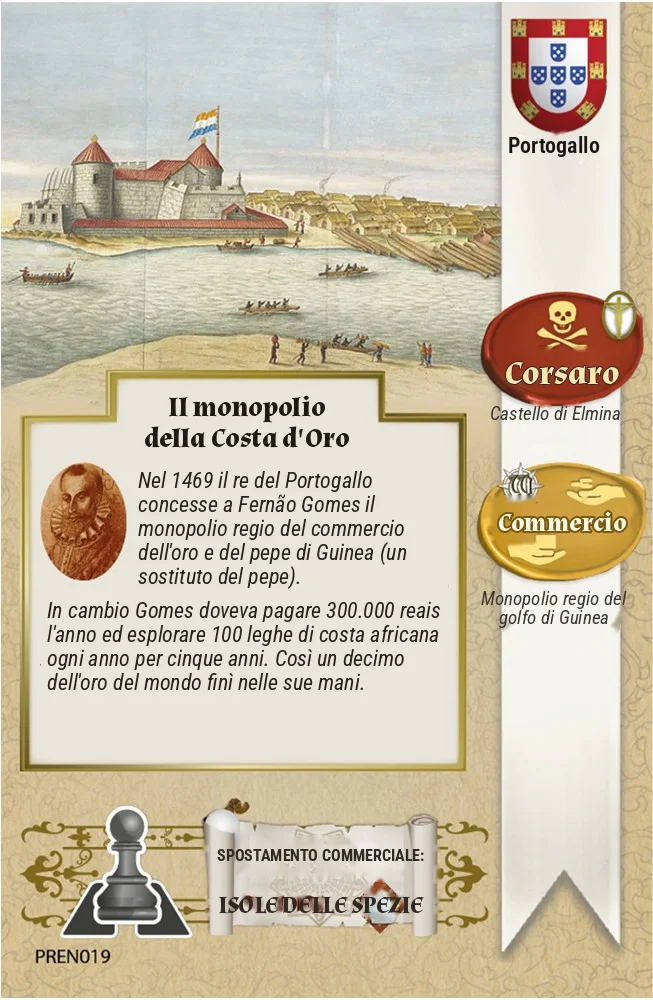 Portogallo
Corsaro
Castello di Elmina
Commercio
Monopolio regio del
golfo di Guinea
Il monopolio
della Costa d'Oro
Nel 1469 il re del Portogallo
concesse a Fernão Gomes il
monopolio regio del commercio
dell'oro e del pepe di Guinea (un
sostituto del pepe).
In cambio Gomes doveva pagare 300.000 reais
l'anno ed esplorare 100 leghe di costa africana
ogni anno per cinque anni. Così un decimo
dell'oro del mondo finì nelle sue mani.
SPOSTAMENTO COMMERCIALE:
ISOLE DELLE SPEZIE
PREN019